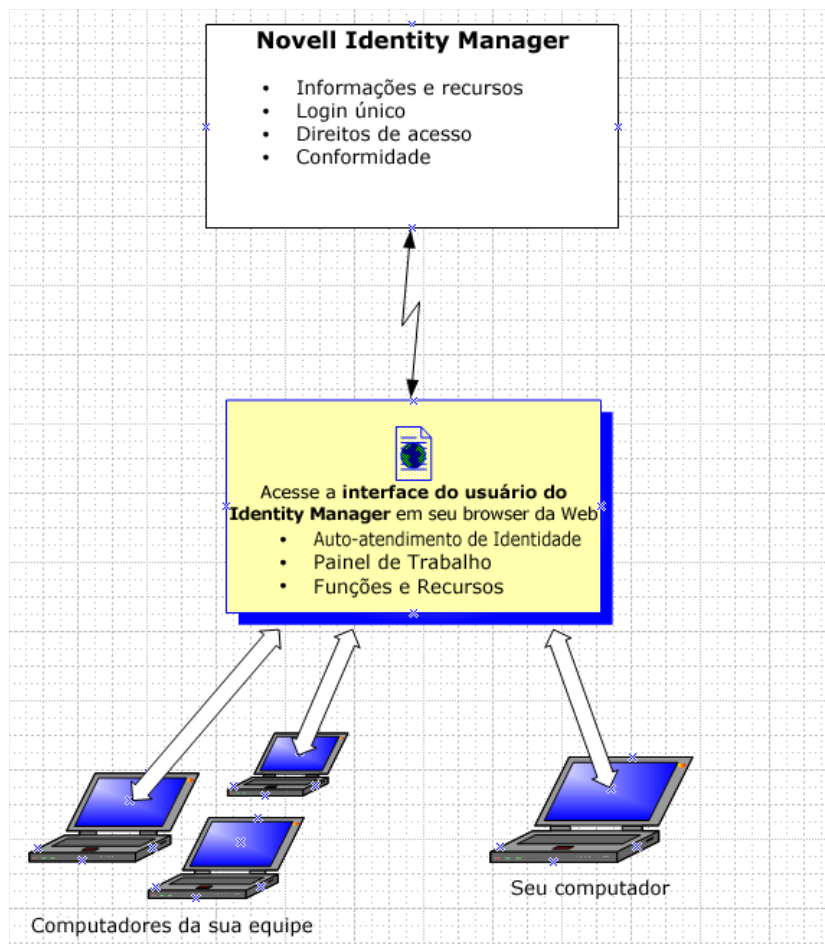 Novell Identity Manager
• Informações e recursos
• Login único
• Direitos de acesso
• Conformidade
Acesse a interface do usuário do
Identity Manager em seu browser da Web
• Auto-atendimento de Identidade
• Painel de Trabalho
• Funções e Recursos
Seu computador
Computadores da sua equipe